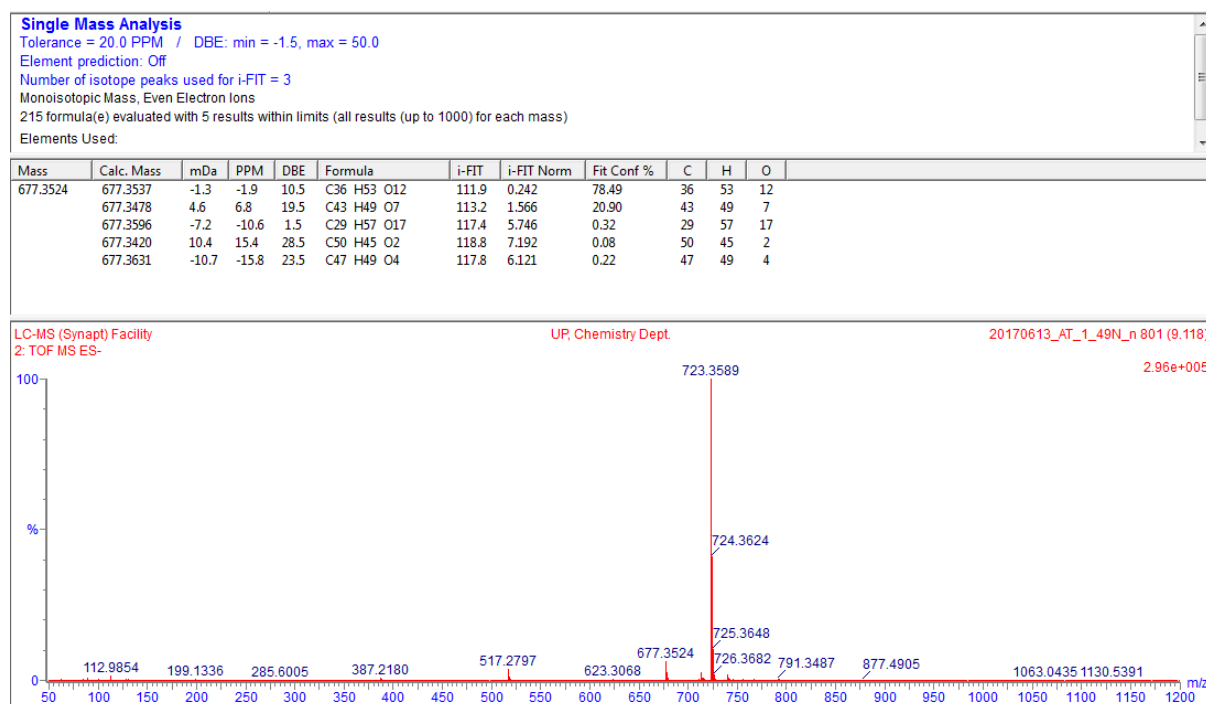 Single Mass Analysis
Tolerance = 20.0 PPM / DBE: min = -1.5, max = 50.0
Element prediction: Off
Number of isotope peaks used for i-FIT = 3
Monoisotopic Mass, Even Electron Ions
215 formula(e) evaluated with 5 results within limits (all results (up to 1000) for each mass)
Elements Used:
Mass Calc. Mass mDa PPM DBE Formula i-FIT i-FIT Norm Fit Conf % C H O
677.3524 677.3537 -1.3 -1.9 10.5 C36 H53 O12 111.9 0.242 78.49 36 53 12
677.3478 4.6 6.8 19.5 C43 H49 O7 113.2 1.566 20.90 43 49 7
677.3596 -7.2 -10.6 1.5 C29 H57 O17 117.4 5.746 0.32 29 57 17
677.3420 10.4 15.4 28.5 C50 H45 O2 118.8 7.192 0.08 50 45 2
677.3631 -10.7 -15.8 23.5 C47 H49 O4 117.8 6.121 0.22 47 49 4
LC-MS (Synapt) Facility UP, Chemistry Dept. 20170613_AT_1_49N_n 801 (9.118)
2: TOF MS ES-
2.96e+005
100
723.3589
%
724.3624
725.3648
677.3524
726.3682
112.9854 199.1336 285.6005 387.2180 517.2797 623.3068 791.3487 877.4905 1063.0435 1130.5391
0
50 100 150 200 250 300 350 400 450 500 550 600 650 700 750 800 850 900 950 1000 1050 1100 1150 1200 m/z